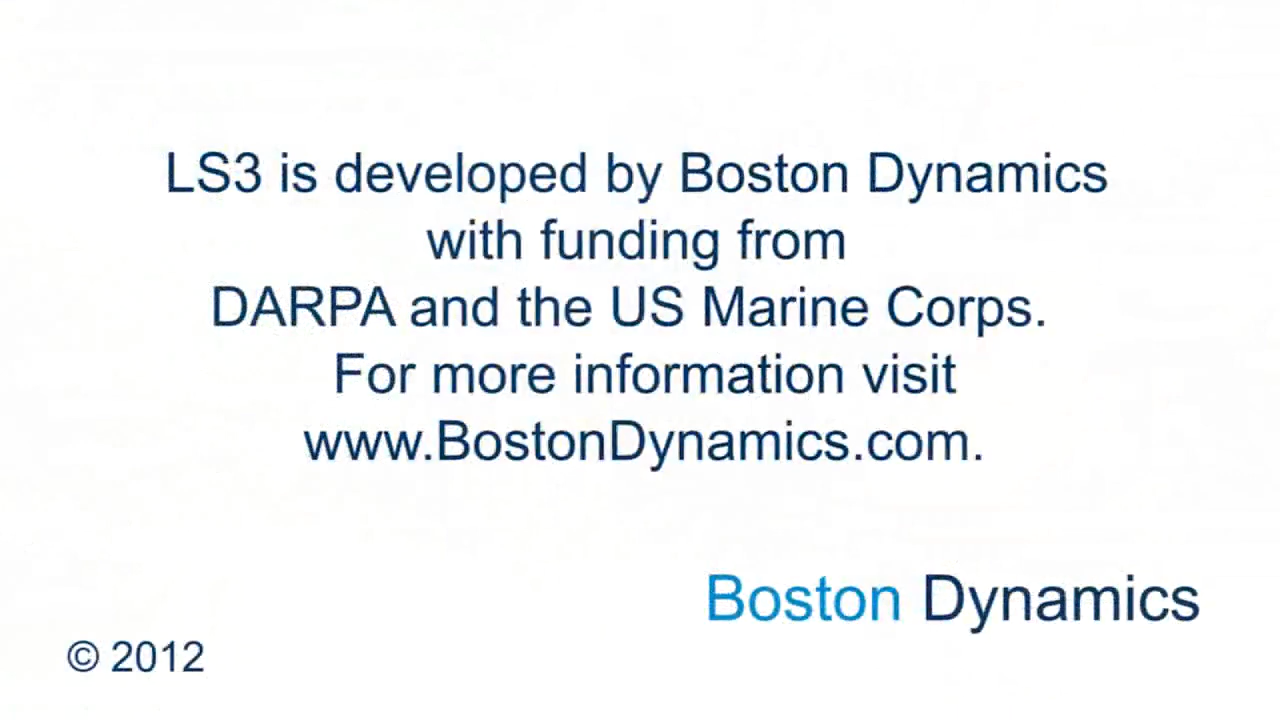 LS3 is developed by Boston Dynamics
with funding from
DARPA and the US Marine Corps.
For more information visit
www.BostonDynamics.com.
Boston Dynamics
© 2012